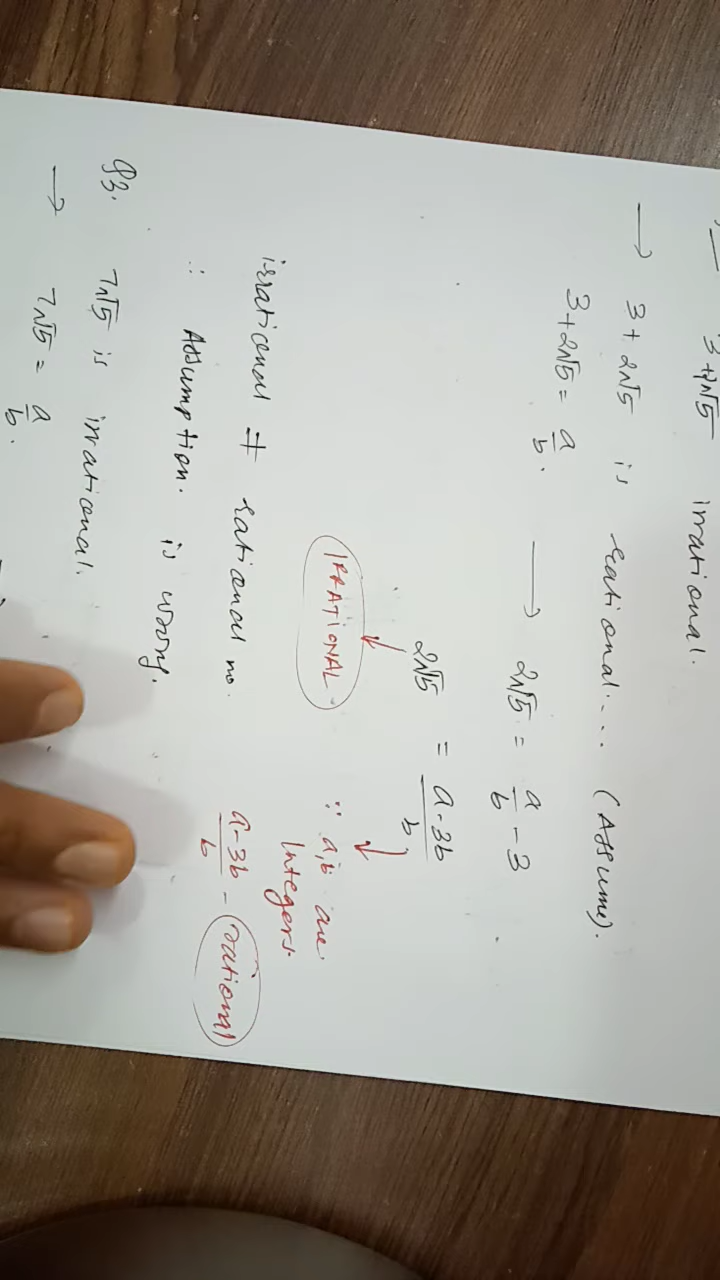 3+2√5 irrational.
→ 3 + 2√5 is rational... (Assume).
3+2√5 = a/b. → 2√5 = a/b - 3
2√5 = a-3b/b
IRRATIONAL
∵ a,b are
Integers.
a-3b/b - rational
irrational ≠ rational no.
∴ Assumption. is wrong.
Q3. 7√5 is irrational.
→ 7√5 = a/b.